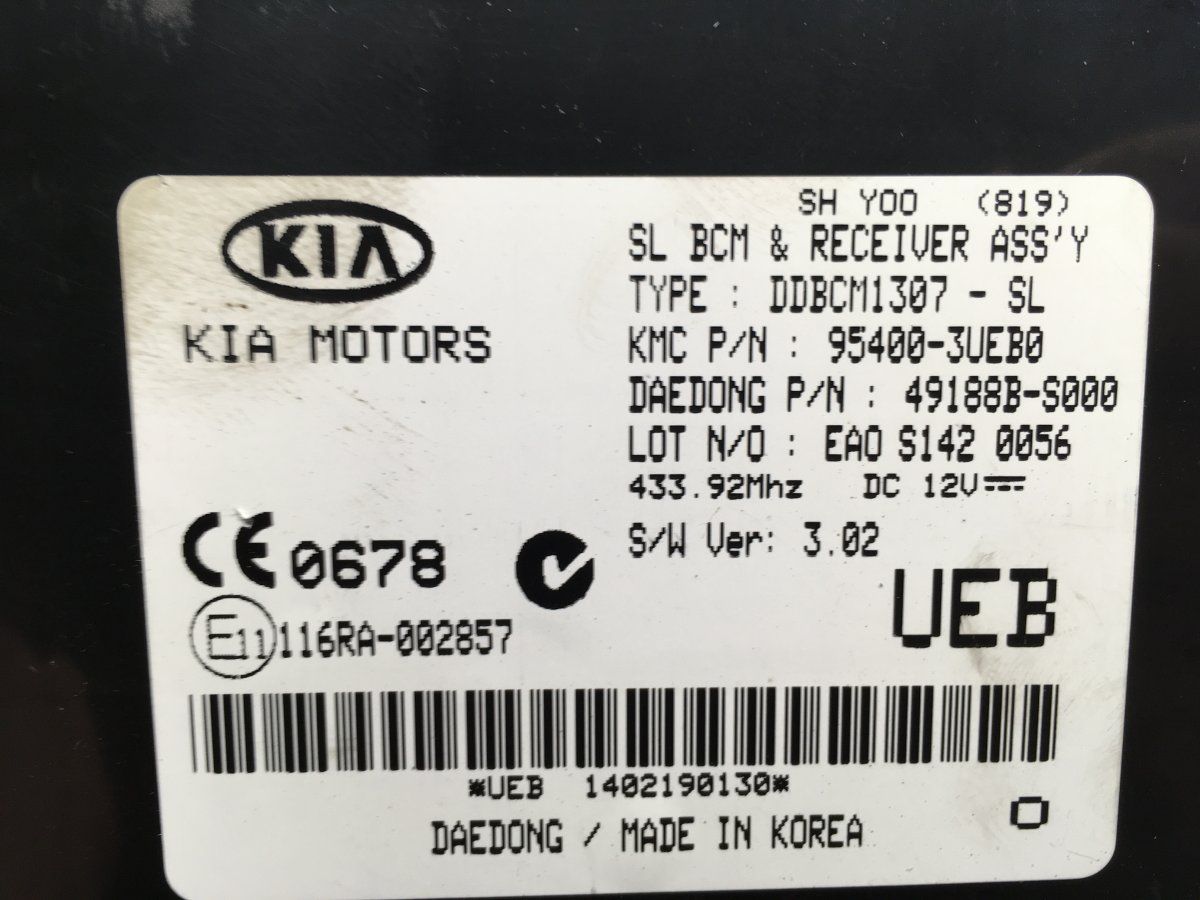 SH YOO (819)
KIA
SL BCM & RECEIVER ASS'Y
TYPE : DDBCM1307 - SL
KIA MOTORS
KMC P/N : 95400-3UEB0
DAEDONG P/N : 49188B-S000
LOT N/O : EAO S142 0056
433.92Mhz DC 12V
CE 0678
S/W Ver: 3.02
UEB
E11 116RA-002857
*UEB 1402190130*
O
DAEDONG / MADE IN KOREA